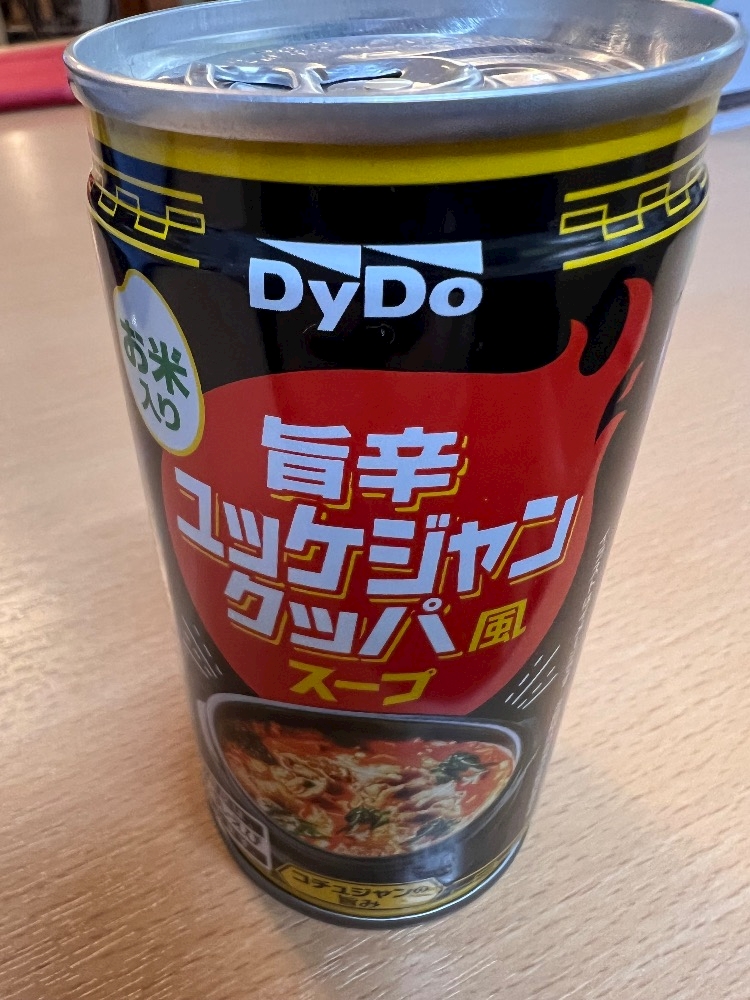 DyDo
お米
入り
旨辛
ユッケジャン
クッパ風
スープ
コチュジャンの
旨み